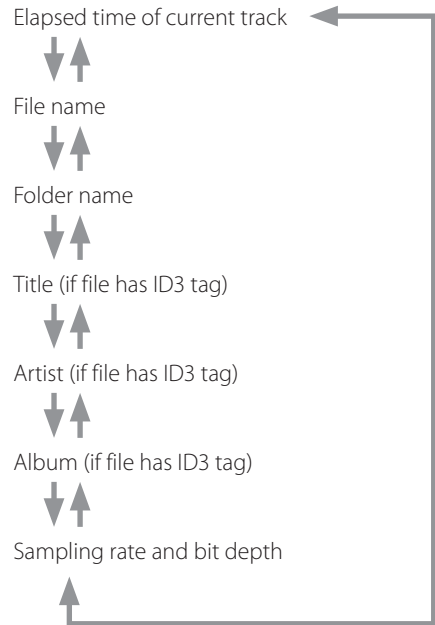 Elapsed time of current track
File name
Folder name
Title (if file has ID3 tag)
Artist (if file has ID3 tag)
Album (if file has ID3 tag)
Sampling rate and bit depth